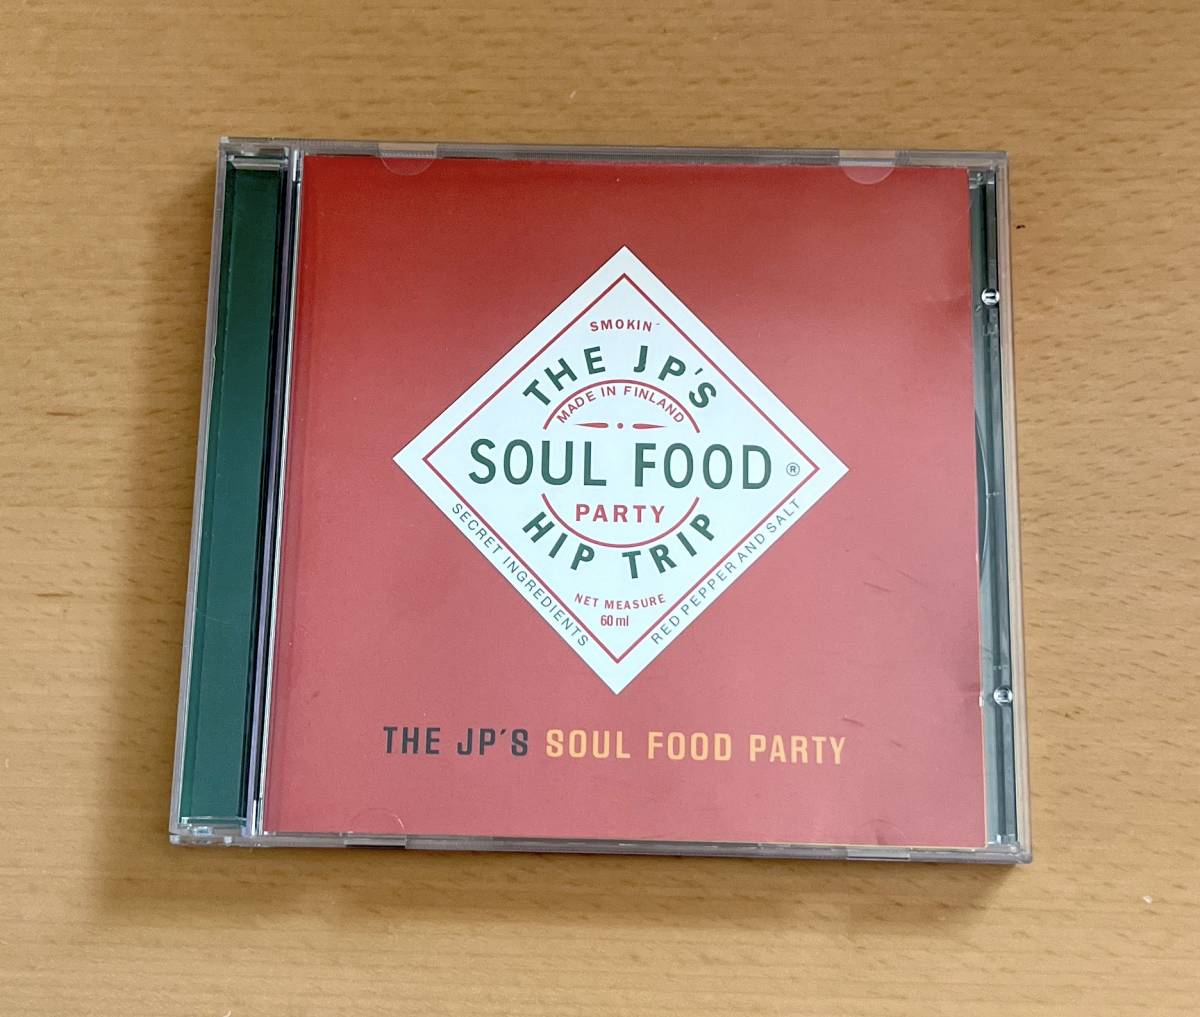 SMOKIN´
THE JP'S
MADE IN FINLAND
SOUL FOOD ®
PARTY
HIP TRIP
NET MEASURE
60 ml
SECRET INGREDIENTS
RED PEPPER AND SALT
THE JP´S SOUL FOOD PARTY